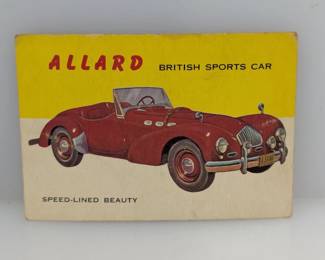 ALLARD BRITISH SPORTS CAR
SPEED-LINED BEAUTY